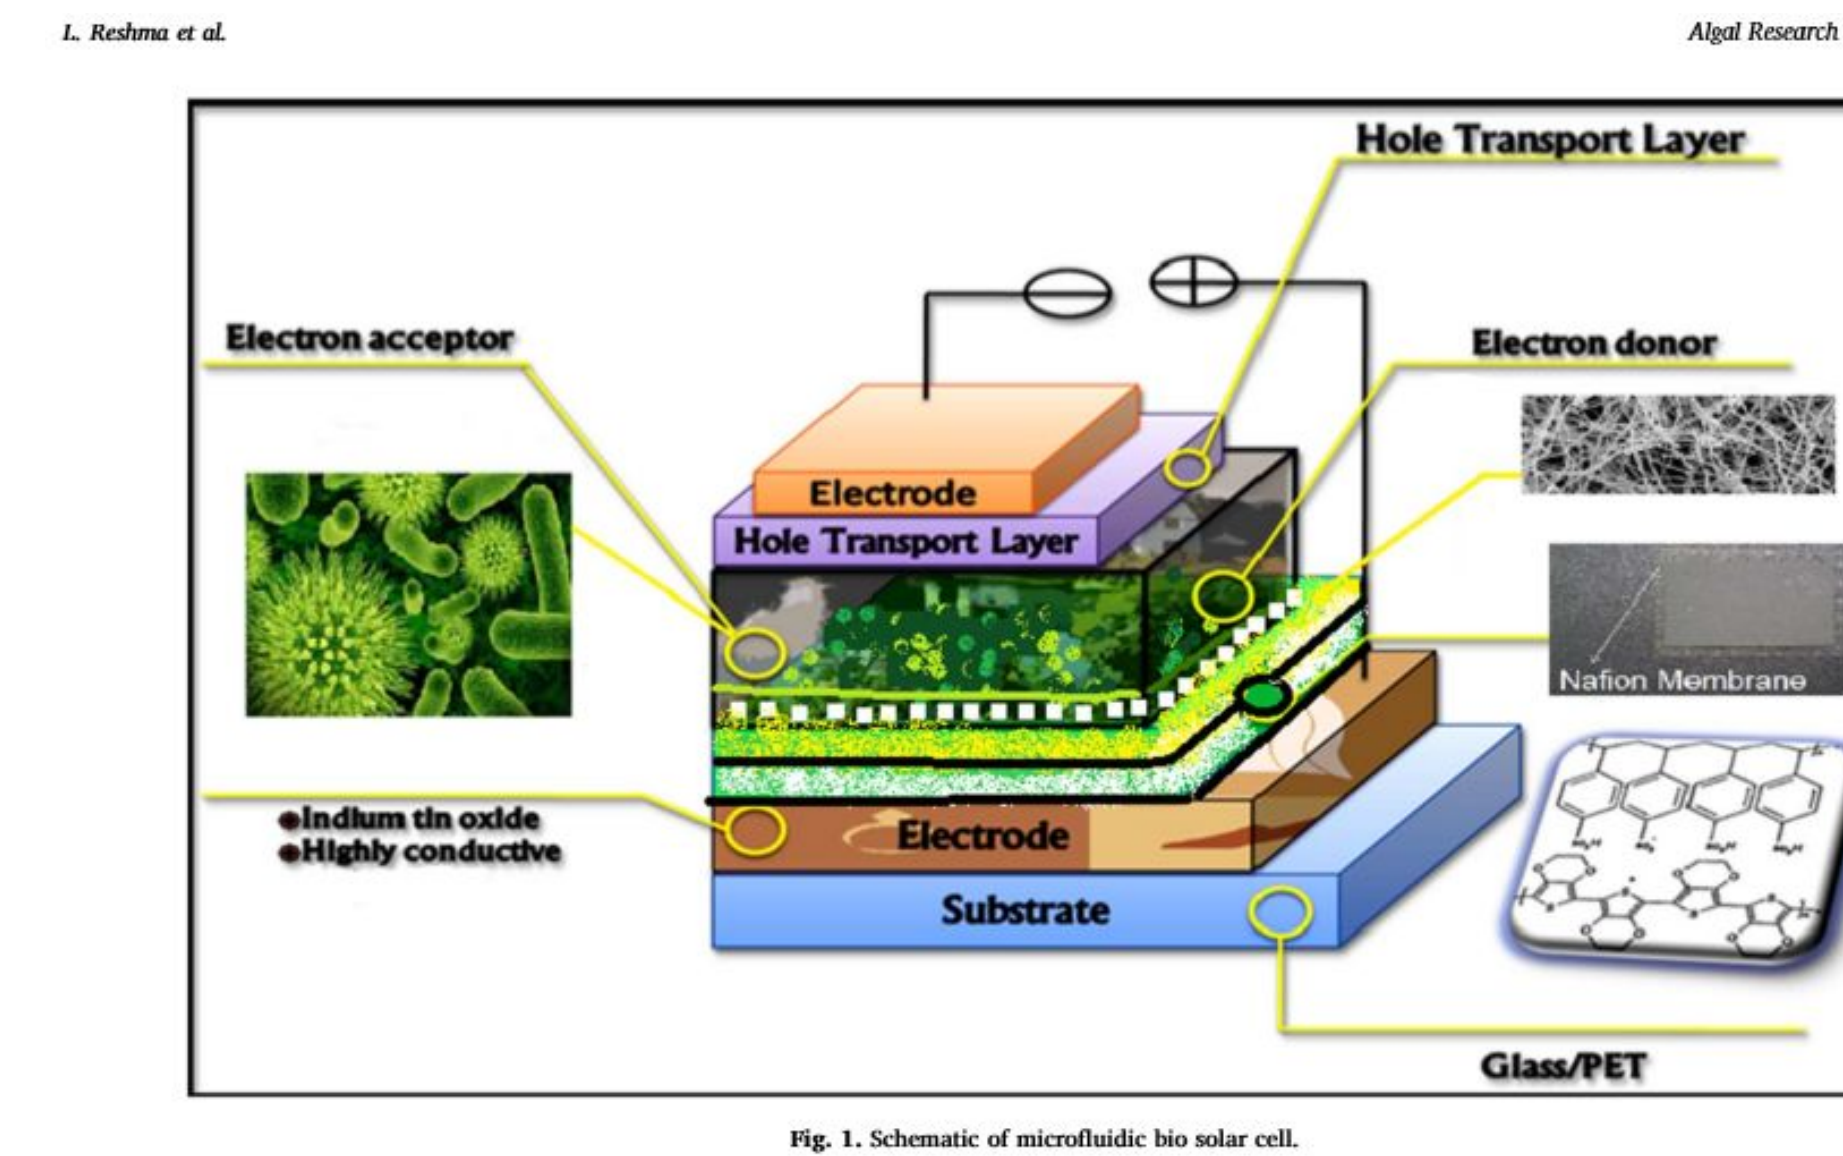 L. Reshma et al.
Algal Research
Hole Transport Layer
Electron acceptor
Electron donor
Electrode
Hole Transport Layer
Nafion Membrane
Indium tin oxide
Highly conductive
Electrode
Substrate
Glass/PET
Fig. 1. Schematic of microfluidic bio solar cell.